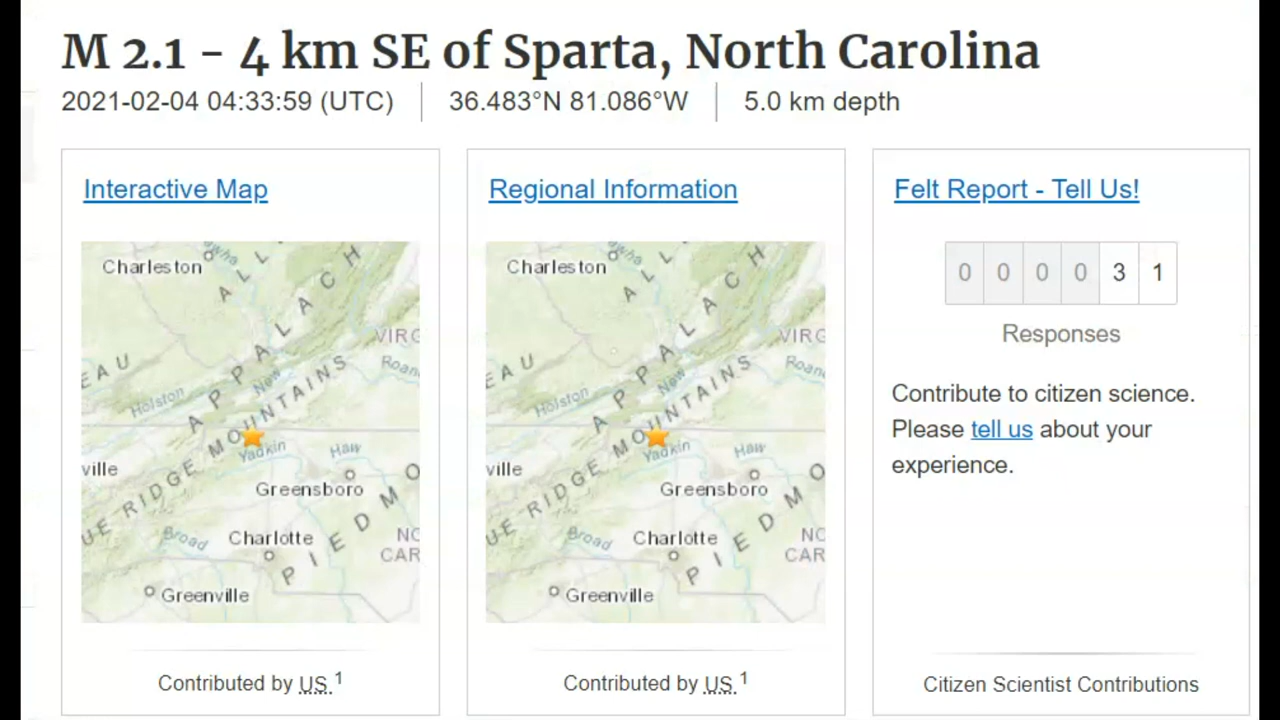 M 2.1 - 4 km SE of Sparta, North Carolina
2021-02-04 04:33:59 (UTC)
36.483°N 81.086°W
5.0 km depth
Interactive Map
Charleston
ALL
APPALACH
VIRG
EAU
Holston
New
Roan
MOUNTAINS
Yadkin
Haw
ville
UE RIDGE
Greensboro
Broad
Charlotte
PIEDMO
NC
CAR
Greenville
Contributed by US.1
Regional Information
Charleston
ALL
APPALACH
VIRG
EAU
Holston
New
Roan
MOUNTAINS
Yadkin
Haw
ville
UE RIDGE
Greensboro
Broad
Charlotte
PIEDMO
NC
CAR
Greenville
Contributed by US.1
Felt Report - Tell Us!
0 0 0 0 3 1
Responses
Contribute to citizen science.
Please tell us about your
experience.
Citizen Scientist Contributions